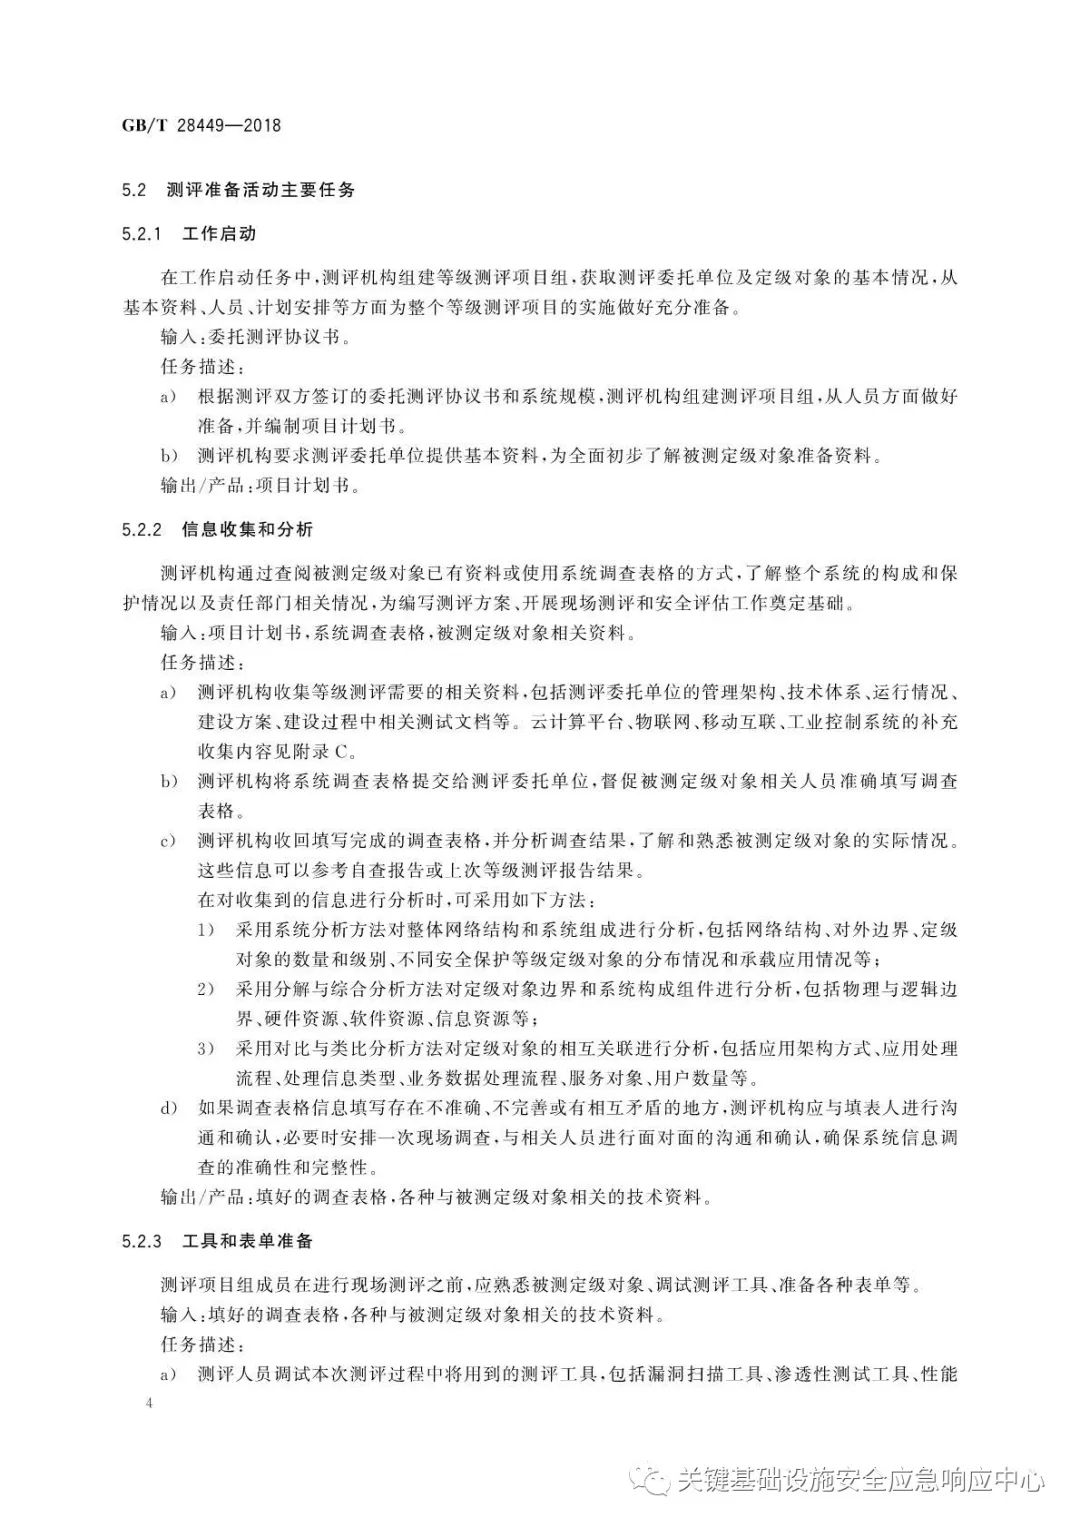 GB/T 28449—2018
5.2 测评准备活动主要任务
5.2.1 工作启动
在工作启动任务中,测评机构组建等级测评项目组,获取测评委托单位及定级对象的基本情况,从
基本资料、人员、计划安排等方面为整个等级测评项目的实施做好充分准备。
输入:委托测评协议书。
任务描述:
a) 根据测评双方签订的委托测评协议书和系统规模,测评机构组建测评项目组,从人员方面做好
准备,并编制项目计划书。
b) 测评机构要求测评委托单位提供基本资料,为全面初步了解被测定级对象准备资料。
输出/产品:项目计划书。
5.2.2 信息收集和分析
测评机构通过查阅被测定级对象已有资料或使用系统调查表格的方式,了解整个系统的构成和保
护情况以及责任部门相关情况,为编写测评方案、开展现场测评和安全评估工作奠定基础。
输入:项目计划书,系统调查表格,被测定级对象相关资料。
任务描述:
a) 测评机构收集等级测评需要的相关资料,包括测评委托单位的管理架构、技术体系、运行情况、
建设方案、建设过程中相关测试文档等。云计算平台、物联网、移动互联、工业控制系统的补充
收集内容见附录 C。
b) 测评机构将系统调查表格提交给测评委托单位,督促被测定级对象相关人员准确填写调查
表格。
c) 测评机构收回填写完成的调查表格,并分析调查结果,了解和熟悉被测定级对象的实际情况。
这些信息可以参考自查报告或上次等级测评报告结果。
在对收集到的信息进行分析时,可采用如下方法:
1) 采用系统分析方法对整体网络结构和系统组成进行分析,包括网络结构、对外边界、定级
对象的数量和级别、不同安全保护等级定级对象的分布情况和承载应用情况等;
2) 采用分解与综合分析方法对定级对象边界和系统构成组件进行分析,包括物理与逻辑边
界、硬件资源、软件资源、信息资源等;
3) 采用对比与类比分析方法对定级对象的相互关联进行分析,包括应用架构方式、应用处理
流程、处理信息类型、业务数据处理流程、服务对象、用户数量等。
d) 如果调查表格信息填写存在不准确、不完善或有相互矛盾的地方,测评机构应与填表人进行沟
通和确认,必要时安排一次现场调查,与相关人员进行面对面的沟通和确认,确保系统信息调
查的准确性和完整性。
输出/产品:填好的调查表格,各种与被测定级对象相关的技术资料。
5.2.3 工具和表单准备
测评项目组成员在进行现场测评之前,应熟悉被测定级对象、调试测评工具、准备各种表单等。
输入:填好的调查表格,各种与被测定级对象相关的技术资料。
任务描述:
a) 测评人员调试本次测评过程中将用到的测评工具,包括漏洞扫描工具、渗透性测试工具、性能
4
关键基础设施安全应急响应中心